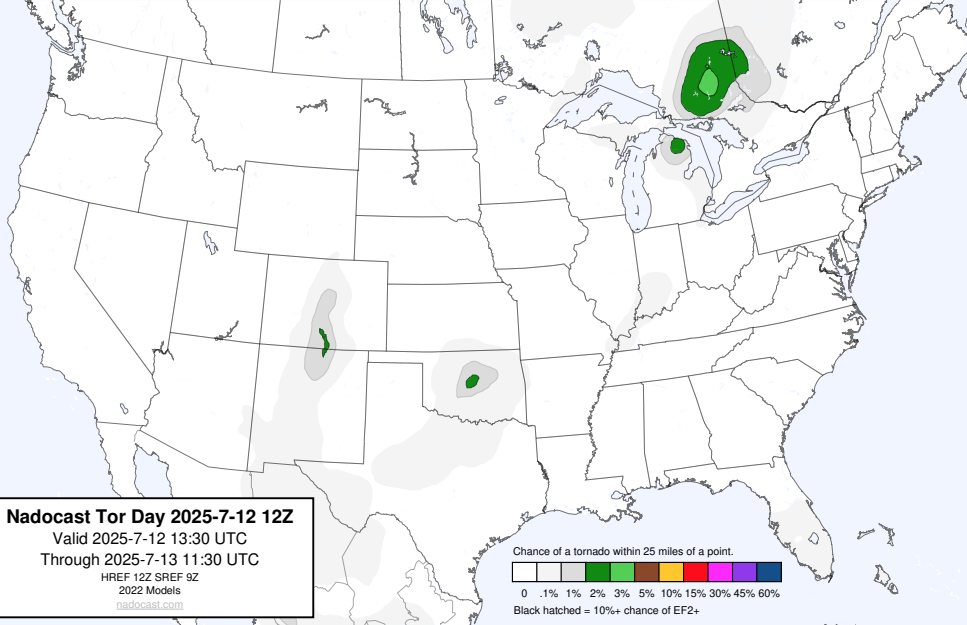 Nadocast Tor Day 2025-7-12 12Z
Valid 2025-7-12 13:30 UTC
Through 2025-7-13 11:30 UTC
HREF 12Z SREF 9Z
2022 Models
nadocast.com
Chance of a tornado within 25 miles of a point.
0 .1% 1% 2% 3% 5% 10% 15% 30% 45% 60%
Black hatched = 10%+ chance of EF2+